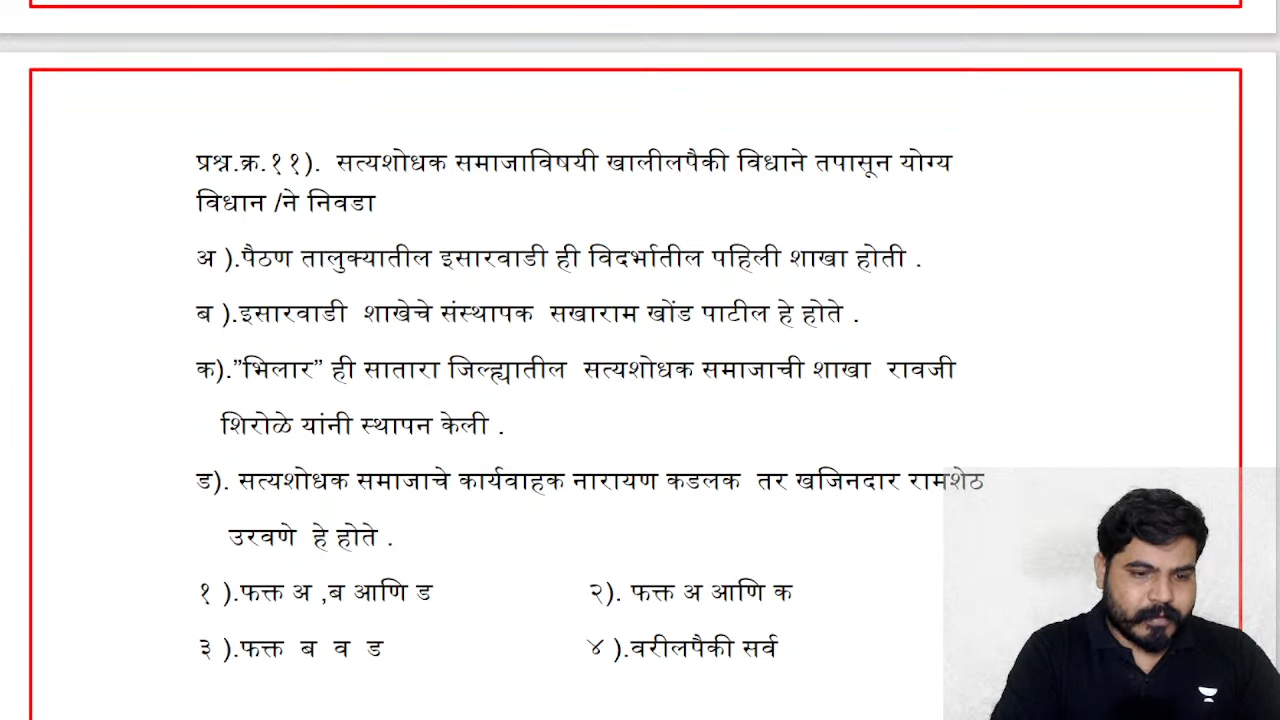 प्रश्न.क्र.११). सत्यशोधक समाजाविषयी खालीलपैकी विधाने तपासून योग्य
विधान /ने निवडा
अ ).पैठण तालुक्यातील इसारवाडी ही विदर्भातील पहिली शाखा होती .
ब ).इसारवाडी शाखेचे संस्थापक सखाराम खोंड पाटील हे होते .
क).”भिलार” ही सातारा जिल्ह्यातील सत्यशोधक समाजाची शाखा रावजी
शिरोळे यांनी स्थापन केली .
ड). सत्यशोधक समाजाचे कार्यवाहक नारायण कडलक तर खजिनदार रामशेठ
उरवणे हे होते .
१ ).फक्त अ ,ब आणि ड २). फक्त अ आणि क
३ ).फक्त ब व ड ४ ).वरीलपैकी सर्व